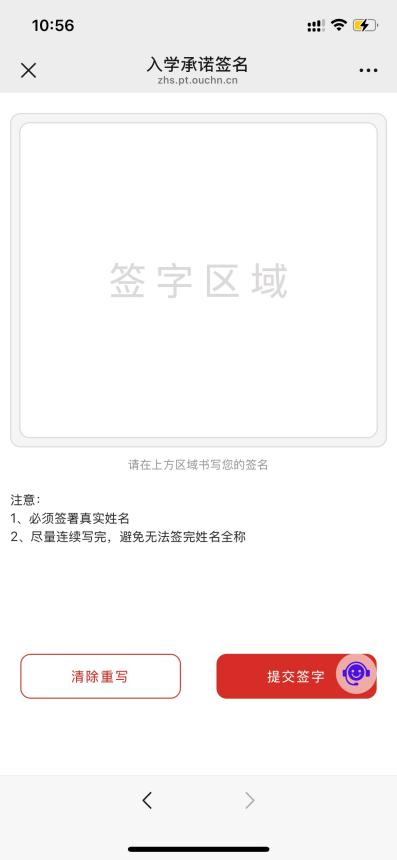 10:56
入学承诺签名
zhs.pt.ouchn.cn
签字区域
请在上方区域书写您的签名
注意：
1、必须签署真实姓名
2、尽量连续写完，避免无法签完姓名全称
清除重写
提交签字